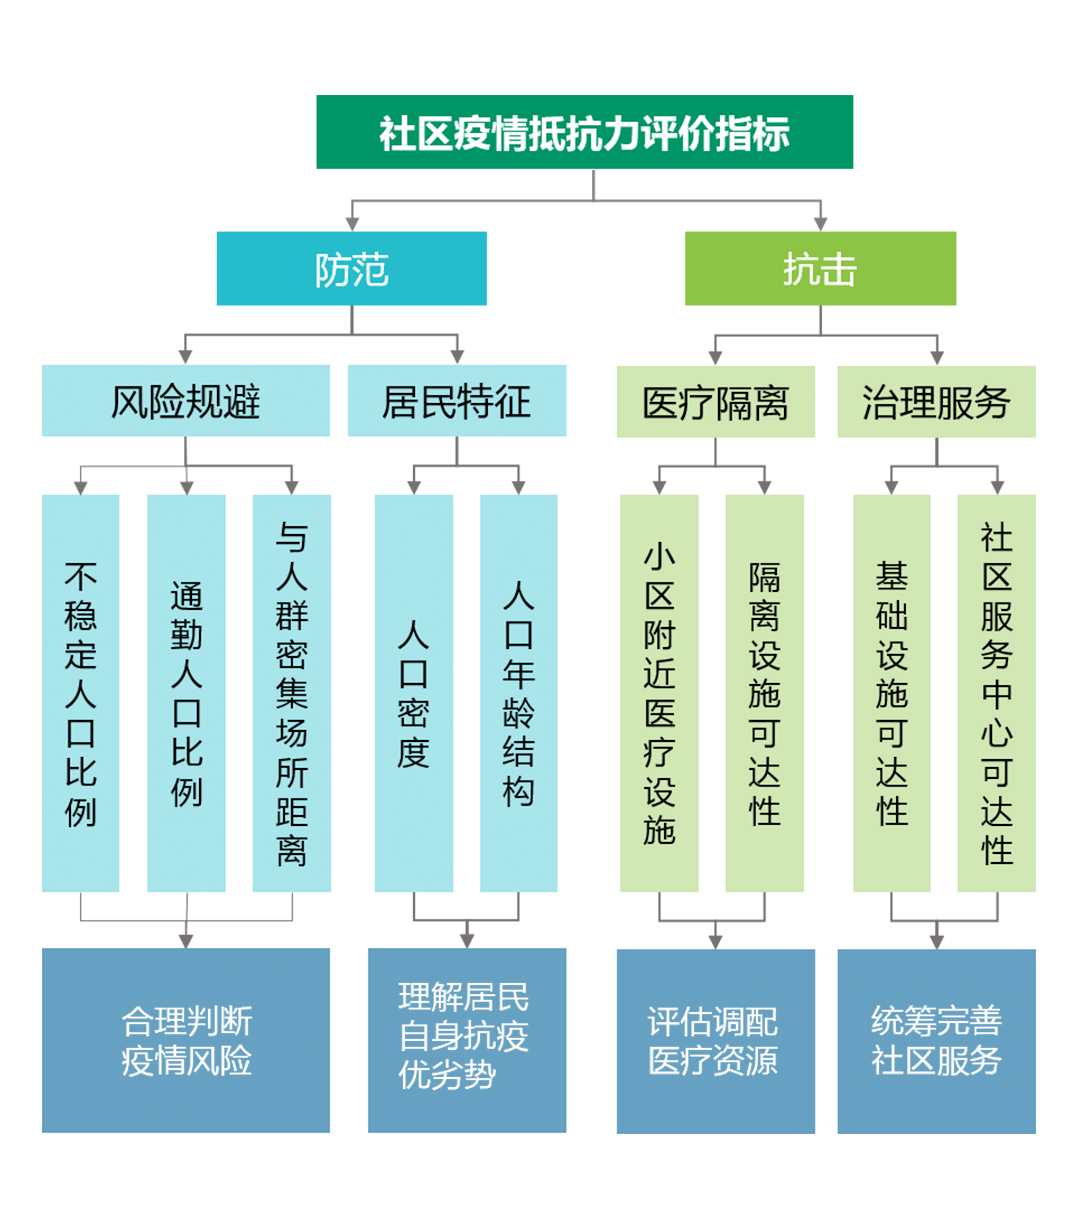 社区疫情抵抗力评价指标
防范
抗击
风险规避
居民特征
医疗隔离
治理服务
不稳定人口比例
通勤人口比例
与人群密集场所距离
人口密度
人口年龄结构
小区附近医疗设施
隔离设施可达性
基础设施可达性
社区服务中心可达性
合理判断
疫情风险
理解居民
自身抗疫
优劣势
评估调配
医疗资源
统筹完善
社区服务